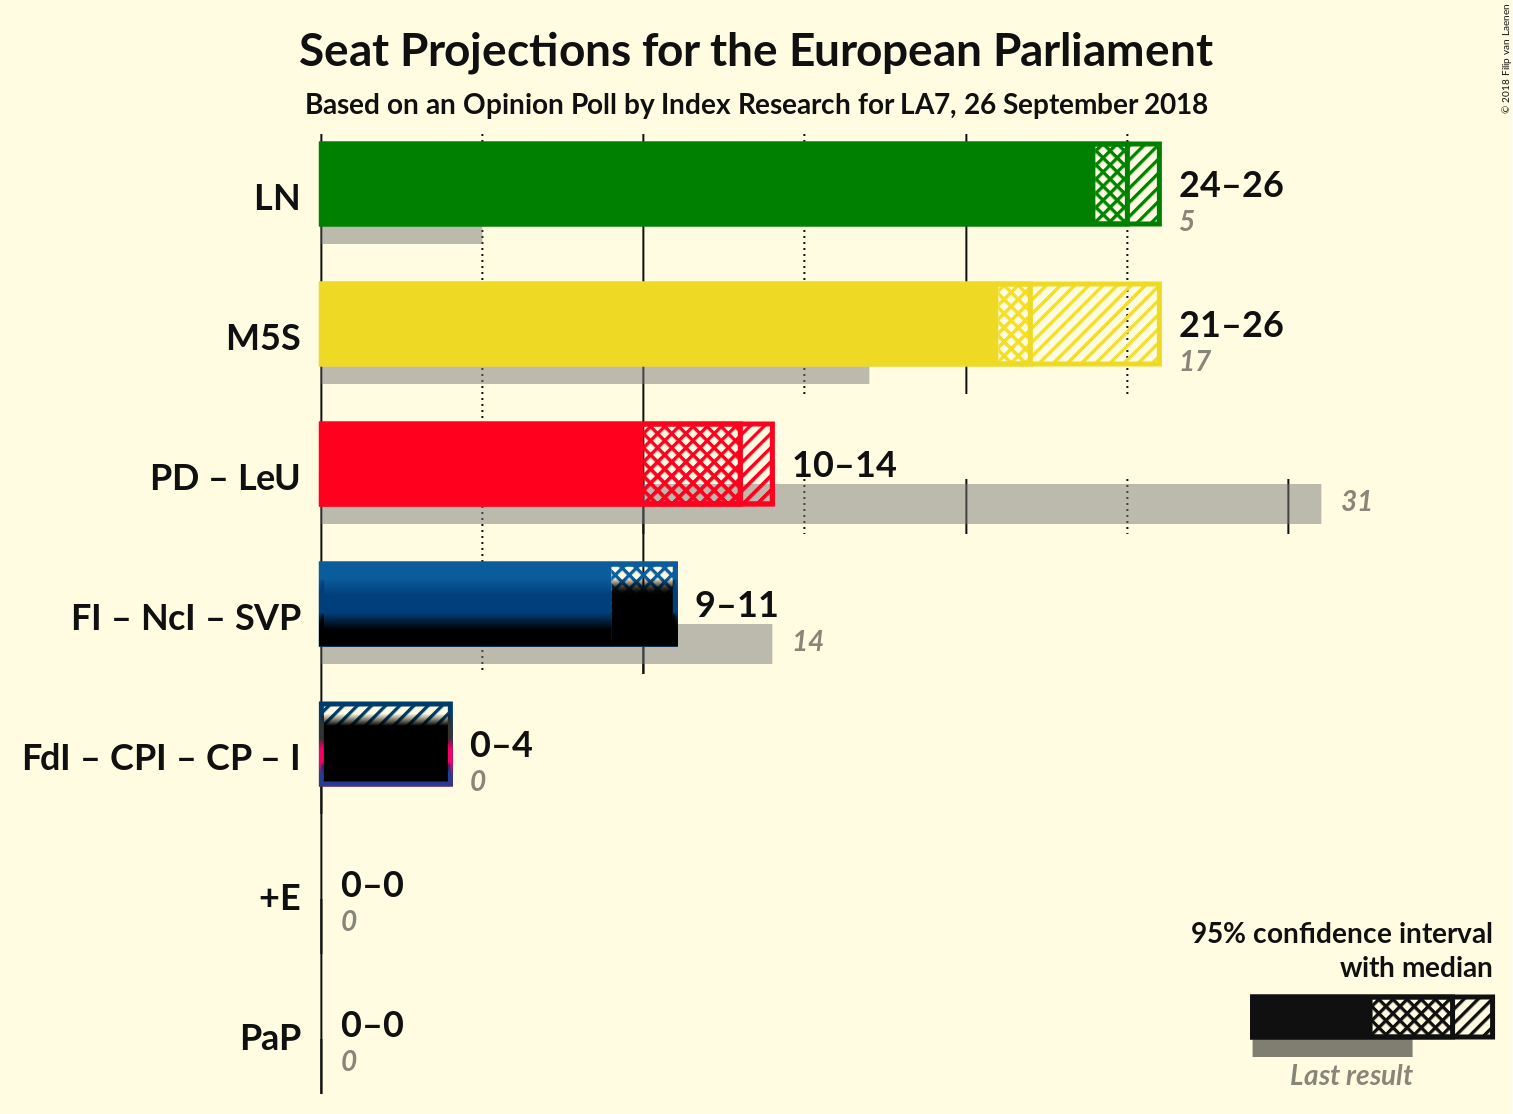 Seat Projections for the European Parliament
Based on an Opinion Poll by Index Research for LA7, 26 September 2018
© 2018 Filip van Laenen
LN
24–26
5
M5S
21–26
17
PD – LeU
10–14
31
FI – NcI – SVP
9–11
14
FdI – CPI – CP – I
0–4
0
+E
0–0
0
PaP
0–0
0
95% confidence interval
with median
Last result